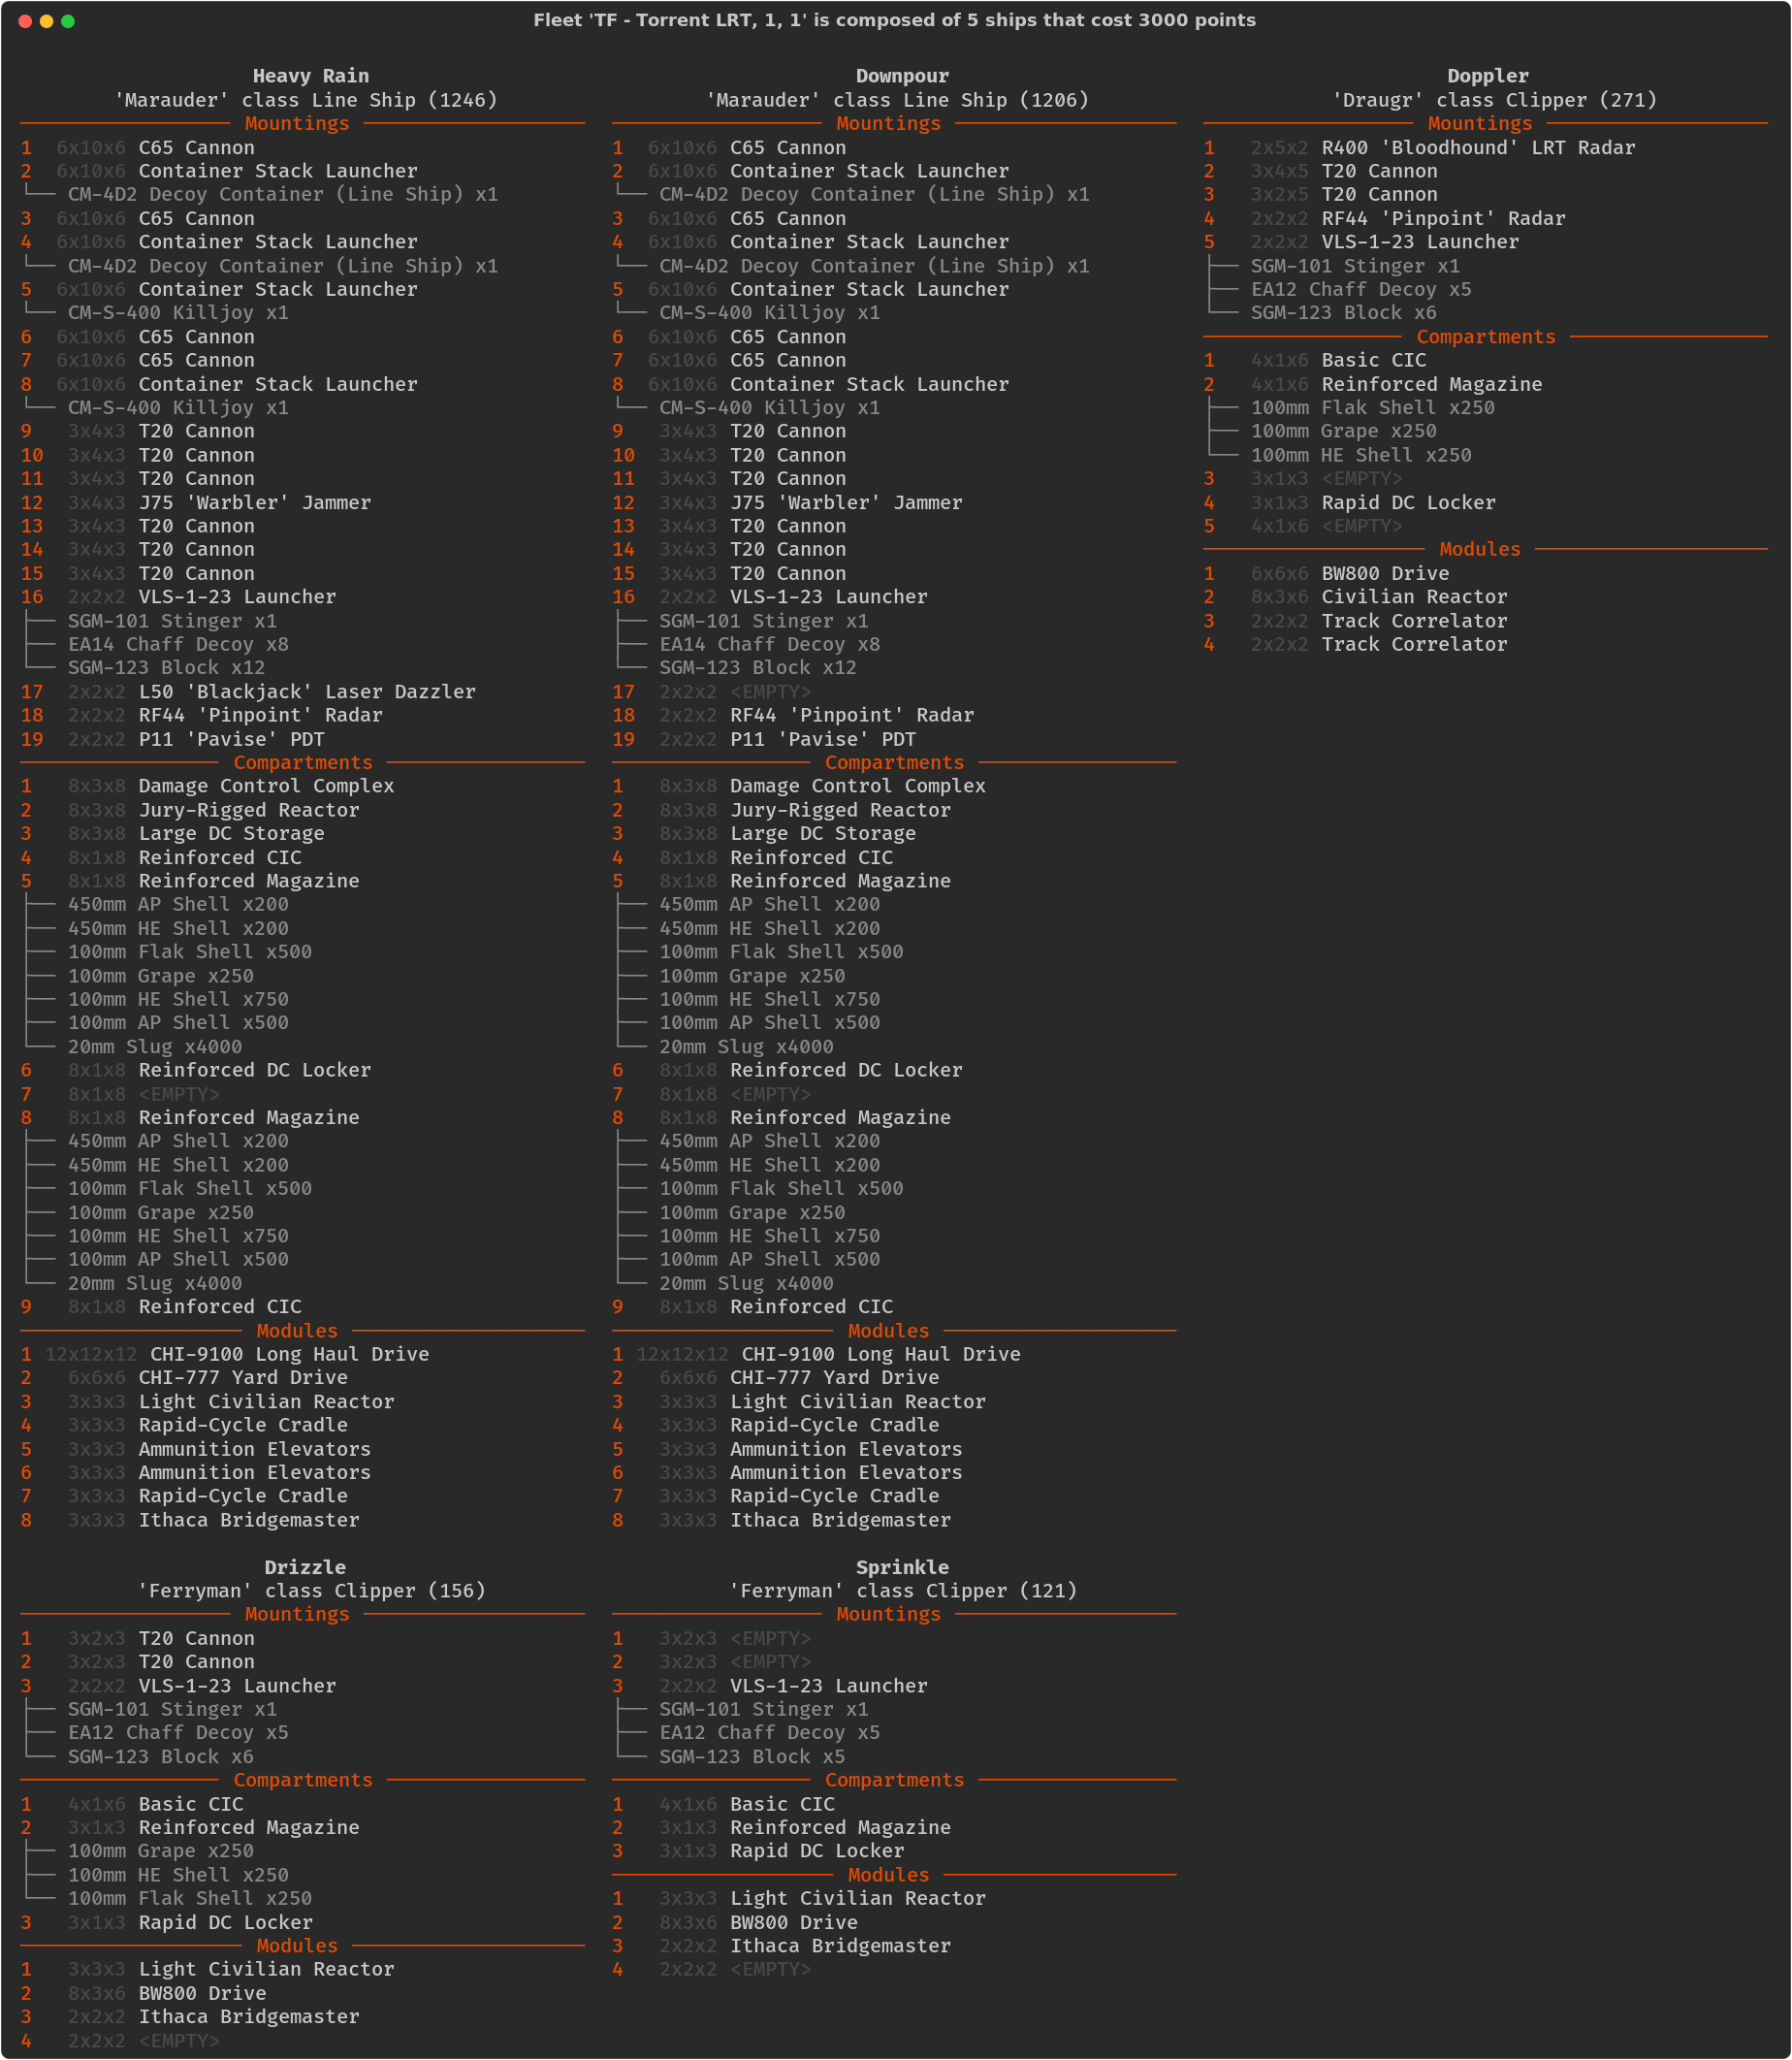 Fleet 'TF - Torrent LRT, 1, 1' is composed of 5 ships that cost 3000 points
Heavy Rain
'Marauder' class Line Ship (1246)
Mountings
1 6x10x6 C65 Cannon
2 6x10x6 Container Stack Launcher
└── CM-4D2 Decoy Container (Line Ship) x1
3 6x10x6 C65 Cannon
4 6x10x6 Container Stack Launcher
└── CM-4D2 Decoy Container (Line Ship) x1
5 6x10x6 Container Stack Launcher
└── CM-S-400 Killjoy x1
6 6x10x6 C65 Cannon
7 6x10x6 C65 Cannon
8 6x10x6 Container Stack Launcher
└── CM-S-400 Killjoy x1
9 3x4x3 T20 Cannon
10 3x4x3 T20 Cannon
11 3x4x3 T20 Cannon
12 3x4x3 J75 'Warbler' Jammer
13 3x4x3 T20 Cannon
14 3x4x3 T20 Cannon
15 3x4x3 T20 Cannon
16 2x2x2 VLS-1-23 Launcher
├── SGM-101 Stinger x1
├── EA14 Chaff Decoy x8
└── SGM-123 Block x12
17 2x2x2 L50 'Blackjack' Laser Dazzler
18 2x2x2 RF44 'Pinpoint' Radar
19 2x2x2 P11 'Pavise' PDT
Compartments
1 8x3x8 Damage Control Complex
2 8x3x8 Jury-Rigged Reactor
3 8x3x8 Large DC Storage
4 8x1x8 Reinforced CIC
5 8x1x8 Reinforced Magazine
├── 450mm AP Shell x200
├── 450mm HE Shell x200
├── 100mm Flak Shell x500
├── 100mm Grape x250
├── 100mm HE Shell x750
├── 100mm AP Shell x500
└── 20mm Slug x4000
6 8x1x8 Reinforced DC Locker
7 8x1x8 <EMPTY>
8 8x1x8 Reinforced Magazine
├── 450mm AP Shell x200
├── 450mm HE Shell x200
├── 100mm Flak Shell x500
├── 100mm Grape x250
├── 100mm HE Shell x750
├── 100mm AP Shell x500
└── 20mm Slug x4000
9 8x1x8 Reinforced CIC
Modules
1 12x12x12 CHI-9100 Long Haul Drive
2 6x6x6 CHI-777 Yard Drive
3 3x3x3 Light Civilian Reactor
4 3x3x3 Rapid-Cycle Cradle
5 3x3x3 Ammunition Elevators
6 3x3x3 Ammunition Elevators
7 3x3x3 Rapid-Cycle Cradle
8 3x3x3 Ithaca Bridgemaster
Downpour
'Marauder' class Line Ship (1206)
Mountings
1 6x10x6 C65 Cannon
2 6x10x6 Container Stack Launcher
└── CM-4D2 Decoy Container (Line Ship) x1
3 6x10x6 C65 Cannon
4 6x10x6 Container Stack Launcher
└── CM-4D2 Decoy Container (Line Ship) x1
5 6x10x6 Container Stack Launcher
└── CM-S-400 Killjoy x1
6 6x10x6 C65 Cannon
7 6x10x6 C65 Cannon
8 6x10x6 Container Stack Launcher
└── CM-S-400 Killjoy x1
9 3x4x3 T20 Cannon
10 3x4x3 T20 Cannon
11 3x4x3 T20 Cannon
12 3x4x3 J75 'Warbler' Jammer
13 3x4x3 T20 Cannon
14 3x4x3 T20 Cannon
15 3x4x3 T20 Cannon
16 2x2x2 VLS-1-23 Launcher
├── SGM-101 Stinger x1
├── EA14 Chaff Decoy x8
└── SGM-123 Block x12
17 2x2x2 <EMPTY>
18 2x2x2 RF44 'Pinpoint' Radar
19 2x2x2 P11 'Pavise' PDT
Compartments
1 8x3x8 Damage Control Complex
2 8x3x8 Jury-Rigged Reactor
3 8x3x8 Large DC Storage
4 8x1x8 Reinforced CIC
5 8x1x8 Reinforced Magazine
├── 450mm AP Shell x200
├── 450mm HE Shell x200
├── 100mm Flak Shell x500
├── 100mm Grape x250
├── 100mm HE Shell x750
├── 100mm AP Shell x500
└── 20mm Slug x4000
6 8x1x8 Reinforced DC Locker
7 8x1x8 <EMPTY>
8 8x1x8 Reinforced Magazine
├── 450mm AP Shell x200
├── 450mm HE Shell x200
├── 100mm Flak Shell x500
├── 100mm Grape x250
├── 100mm HE Shell x750
├── 100mm AP Shell x500
└── 20mm Slug x4000
9 8x1x8 Reinforced CIC
Modules
1 12x12x12 CHI-9100 Long Haul Drive
2 6x6x6 CHI-777 Yard Drive
3 3x3x3 Light Civilian Reactor
4 3x3x3 Rapid-Cycle Cradle
5 3x3x3 Ammunition Elevators
6 3x3x3 Ammunition Elevators
7 3x3x3 Rapid-Cycle Cradle
8 3x3x3 Ithaca Bridgemaster
Doppler
'Draugr' class Clipper (271)
Mountings
1 2x5x2 R400 'Bloodhound' LRT Radar
2 3x4x5 T20 Cannon
3 3x2x5 T20 Cannon
4 2x2x2 RF44 'Pinpoint' Radar
5 2x2x2 VLS-1-23 Launcher
├── SGM-101 Stinger x1
├── EA12 Chaff Decoy x5
└── SGM-123 Block x6
Compartments
1 4x1x6 Basic CIC
2 4x1x6 Reinforced Magazine
├── 100mm Flak Shell x250
├── 100mm Grape x250
└── 100mm HE Shell x250
3 3x1x3 <EMPTY>
4 3x1x3 Rapid DC Locker
5 4x1x6 <EMPTY>
Modules
1 6x6x6 BW800 Drive
2 8x3x6 Civilian Reactor
3 2x2x2 Track Correlator
4 2x2x2 Track Correlator
Drizzle
'Ferryman' class Clipper (156)
Mountings
1 3x2x3 T20 Cannon
2 3x2x3 T20 Cannon
3 2x2x2 VLS-1-23 Launcher
├── SGM-101 Stinger x1
├── EA12 Chaff Decoy x5
└── SGM-123 Block x6
Compartments
1 4x1x6 Basic CIC
2 3x1x3 Reinforced Magazine
├── 100mm Grape x250
├── 100mm HE Shell x250
└── 100mm Flak Shell x250
3 3x1x3 Rapid DC Locker
Modules
1 3x3x3 Light Civilian Reactor
2 8x3x6 BW800 Drive
3 2x2x2 Ithaca Bridgemaster
4 2x2x2 <EMPTY>
Sprinkle
'Ferryman' class Clipper (121)
Mountings
1 3x2x3 <EMPTY>
2 3x2x3 <EMPTY>
3 2x2x2 VLS-1-23 Launcher
├── SGM-101 Stinger x1
├── EA12 Chaff Decoy x5
└── SGM-123 Block x5
Compartments
1 4x1x6 Basic CIC
2 3x1x3 Reinforced Magazine
3 3x1x3 Rapid DC Locker
Modules
1 3x3x3 Light Civilian Reactor
2 8x3x6 BW800 Drive
3 2x2x2 Ithaca Bridgemaster
4 2x2x2 <EMPTY>